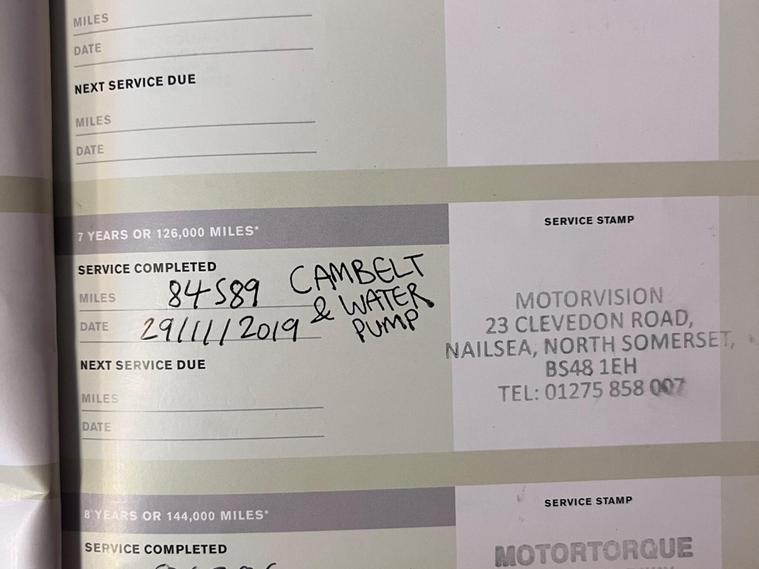 MILES
DATE
NEXT SERVICE DUE
MILES
DATE
7 YEARS OR 126,000 MILES*
SERVICE STAMP
SERVICE COMPLETED
MILES 84589 CAMBELT
DATE 29/11/2019 & WATER
PUMP
NEXT SERVICE DUE
MILES
DATE
MOTORVISION
23 CLEVEDON ROAD,
NAILSEA, NORTH SOMERSET,
BS48 1EH
TEL: 01275 858 007
8 YEARS OR 144,000 MILES*
SERVICE STAMP
SERVICE COMPLETED
MOTORTORQUE